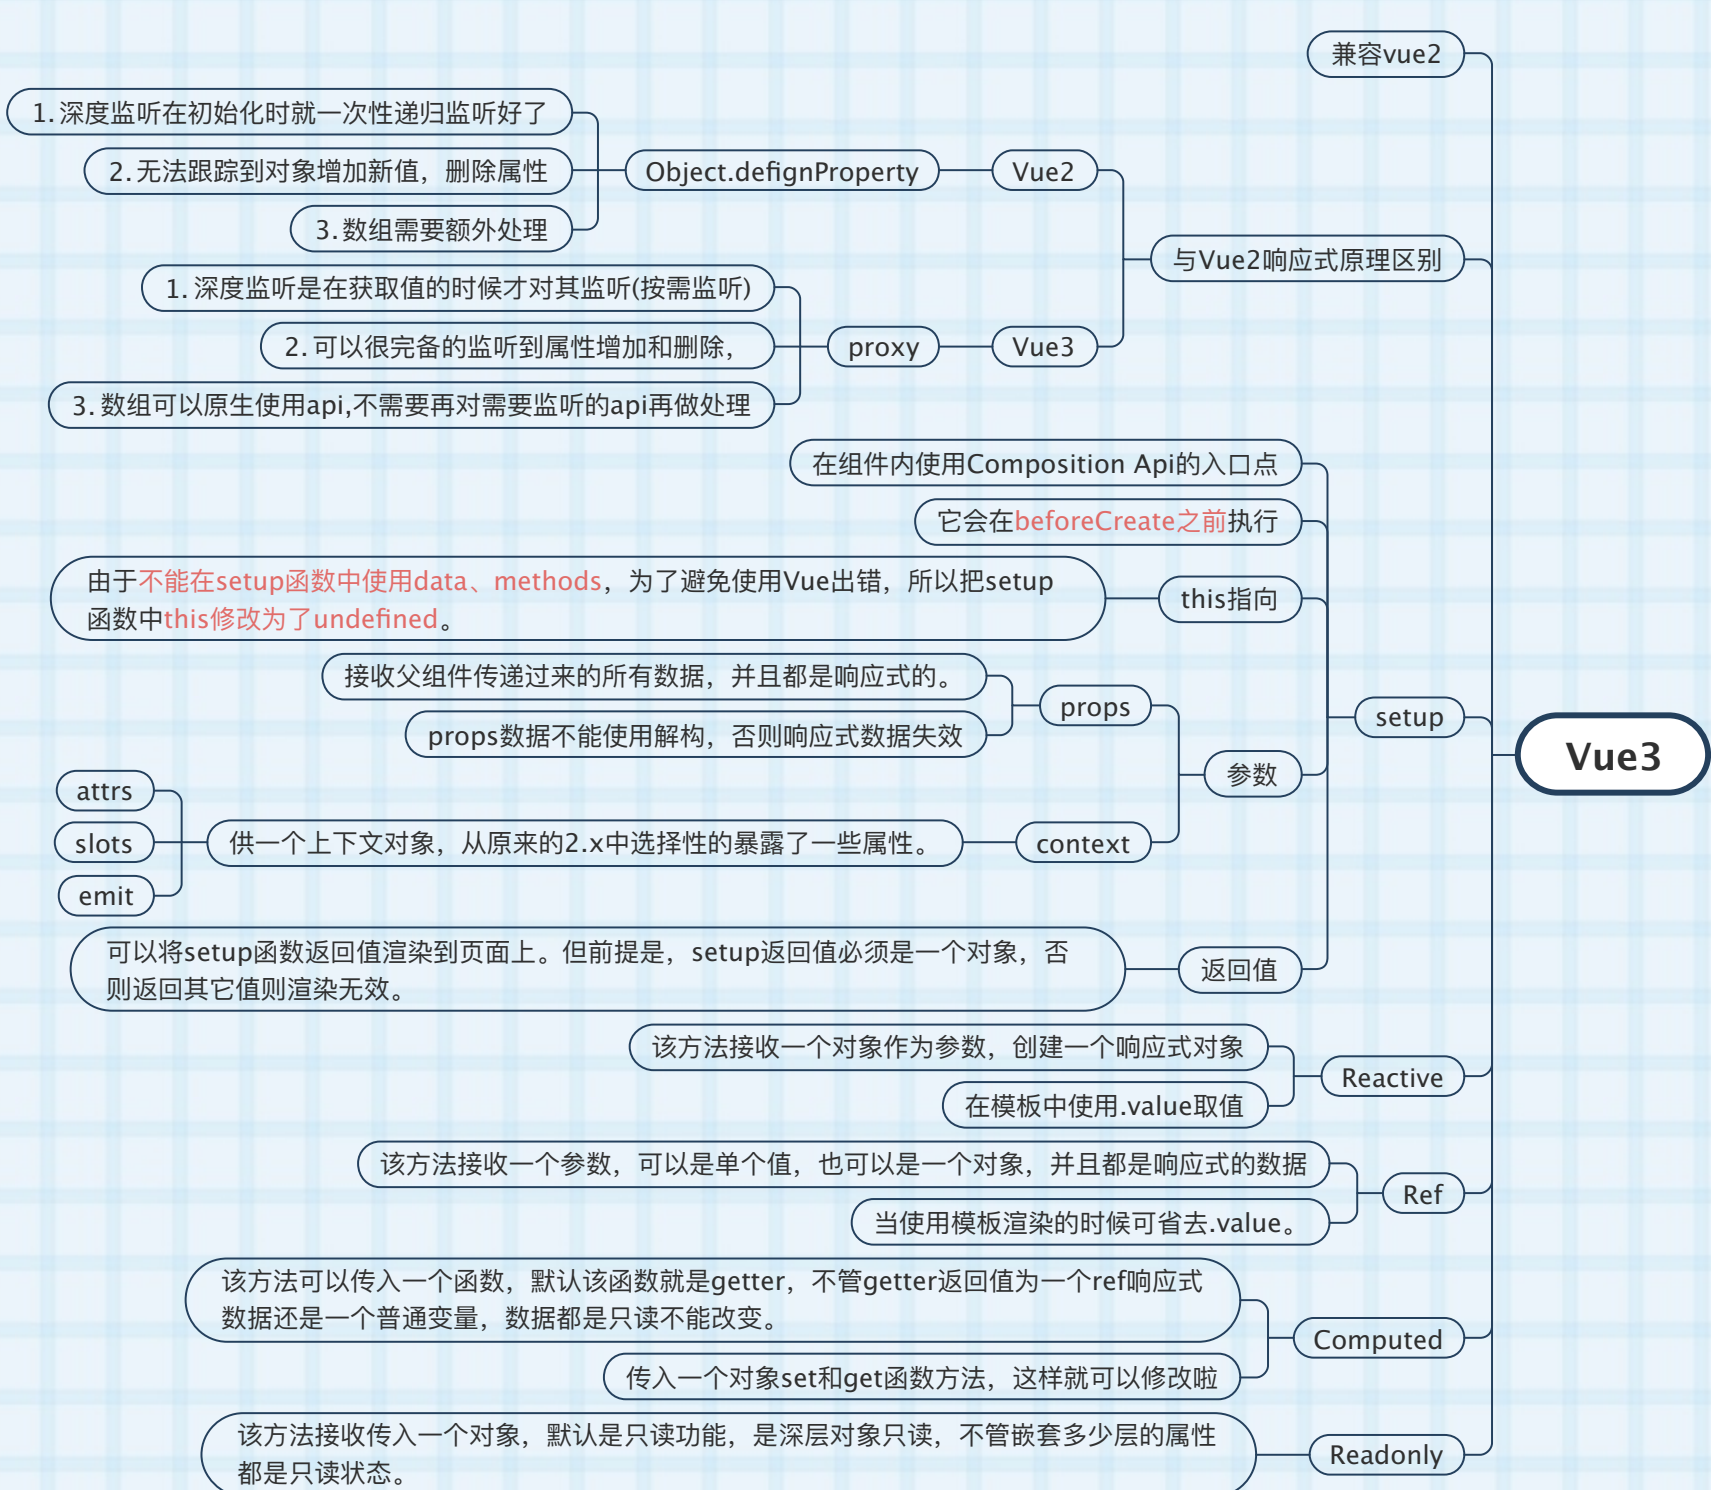 兼容vue2
1.深度监听在初始化时就一次性递归监听好了
2.无法跟踪到对象增加新值，删除属性
Object.defignProperty
Vue2
3.数组需要额外处理
与Vue2响应式原理区别
1.深度监听是在获取值的时候才对其监听(按需监听)
2.可以很完备的监听到属性增加和删除，
proxy
Vue3
3.数组可以原生使用api,不需要再对需要监听的api再做处理
在组件内使用Composition Api的入口点
它会在beforeCreate之前执行
由于不能在setup函数中使用data、methods，为了避免使用Vue出错，所以把setup
函数中this修改为了undefined。
this指向
接收父组件传递过来的所有数据，并且都是响应式的。
props
props数据不能使用解构，否则响应式数据失效
setup
Vue3
参数
attrs
slots
emit
供一个上下文对象，从原来的2.x中选择性的暴露了一些属性。
context
可以将setup函数返回值渲染到页面上。但前提是，setup返回值必须是一个对象，否
则返回其它值则渲染无效。
返回值
该方法接收一个对象作为参数，创建一个响应式对象
Reactive
在模板中使用.value取值
该方法接收一个参数，可以是单个值，也可以是一个对象，并且都是响应式的数据
Ref
当使用模板渲染的时候可省去.value。
该方法可以传入一个函数，默认该函数就是getter，不管getter返回值为一个ref响应式
数据还是一个普通变量，数据都是只读不能改变。
Computed
传入一个对象set和get函数方法，这样就可以修改啦
该方法接收传入一个对象，默认是只读功能，是深层对象只读，不管嵌套多少层的属性
都是只读状态。
Readonly